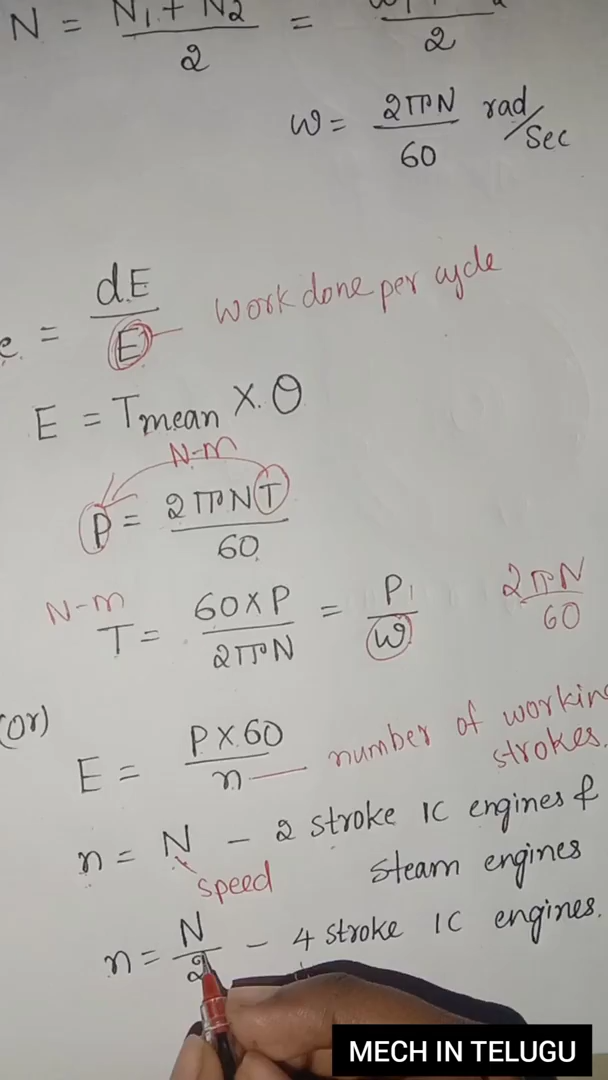 N = N1 + N2 / 2 = / 2
ω = 2πN / 60 rad/sec
e = dE / E — work done per cycle
E = Tmean × θ
N-m
P = 2πNT / 60
N-m T = 60×P / 2πN = P / ω 2πN / 60
(or)
E = P×60 / n — number of working strokes.
n = N — 2 stroke IC engines & steam engines
speed
n = N / 2 — 4 stroke IC engines.
MECH IN TELUGU